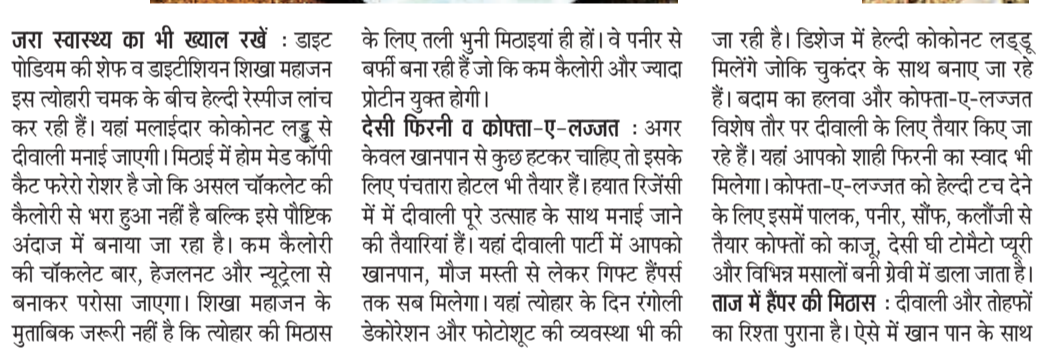 जरा स्वास्थ्य का भी ख्याल रखें : डाइट
पोडियम की शेफ व डाइटीशियन शिखा महाजन
इस त्योहारी चमक के बीच हेल्दी रेस्पीज लांच
कर रही हैं। यहां मलाईदार कोकोनट लड्डू से
दीवाली मनाई जाएगी। मिठाई में होम मेड कॉपी
कैट फरेरो रोशर है जो कि असल चॉकलेट की
कैलोरी से भरा हुआ नहीं है बल्कि इसे पौष्टिक
अंदाज में बनाया जा रहा है। कम कैलोरी
की चॉकलेट बार, हेजलनट और न्यूट्रेला से
बनाकर परोसा जाएगा। शिखा महाजन के
मुताबिक जरूरी नहीं है कि त्योहार की मिठास
के लिए तली भुनी मिठाइयां ही हों। वे पनीर से
बर्फी बना रही हैं जो कि कम कैलोरी और ज्यादा
प्रोटीन युक्त होगी।
देसी फिरनी व कोफ्ता-ए-लज्जत : अगर
केवल खानपान से कुछ हटकर चाहिए तो इसके
लिए पंचतारा होटल भी तैयार हैं। हयात रिजेंसी
में में दीवाली पूरे उत्साह के साथ मनाई जाने
की तैयारियां हैं। यहां दीवाली पार्टी में आपको
खानपान, मौज मस्ती से लेकर गिफ्ट हैंपर्स
तक सब मिलेगा। यहां त्योहार के दिन रंगोली
डेकोरेशन और फोटोशूट की व्यवस्था भी की
जा रही है। डिशेज में हेल्दी कोकोनट लड्डू
मिलेंगे जोकि चुकंदर के साथ बनाए जा रहे
हैं। बदाम का हलवा और कोफ्ता-ए-लज्जत
विशेष तौर पर दीवाली के लिए तैयार किए जा
रहे हैं। यहां आपको शाही फिरनी का स्वाद भी
मिलेगा। कोफ्ता-ए-लज्जत को हेल्दी टच देने
के लिए इसमें पालक, पनीर, सौंफ, कलौंजी से
तैयार कोफ्तों को काजू, देसी घी टोमैटो प्यूरी
और विभिन्न मसालों बनी ग्रेवी में डाला जाता है।
ताज में हैंपर की मिठास : दीवाली और तोहफों
का रिश्ता पुराना है। ऐसे में खान पान के साथ